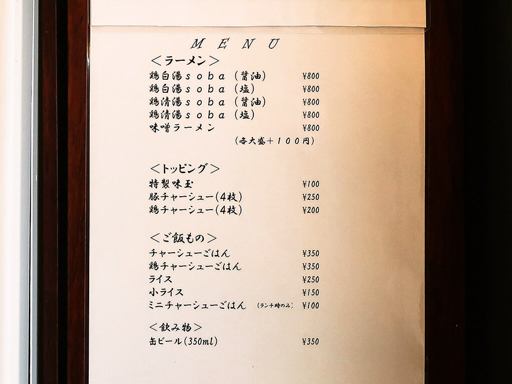 MENU
＜ラーメン＞
鶏白湯soba（醤油） ¥800
鶏白湯soba（塩） ¥800
鶏清湯soba（醤油） ¥800
鶏清湯soba（塩） ¥800
味噌ラーメン ¥800
（各大盛＋１００円）
＜トッピング＞
特製味玉 ¥100
豚チャーシュー(4枚) ¥250
鶏チャーシュー(4枚) ¥200
＜ご飯もの＞
チャーシューごはん ¥350
鶏チャーシューごはん ¥350
ライス ¥250
小ライス ¥150
ミニチャーシューごはん （ランチ時のみ） ¥100
＜飲み物＞
缶ビール(350ml) ¥350